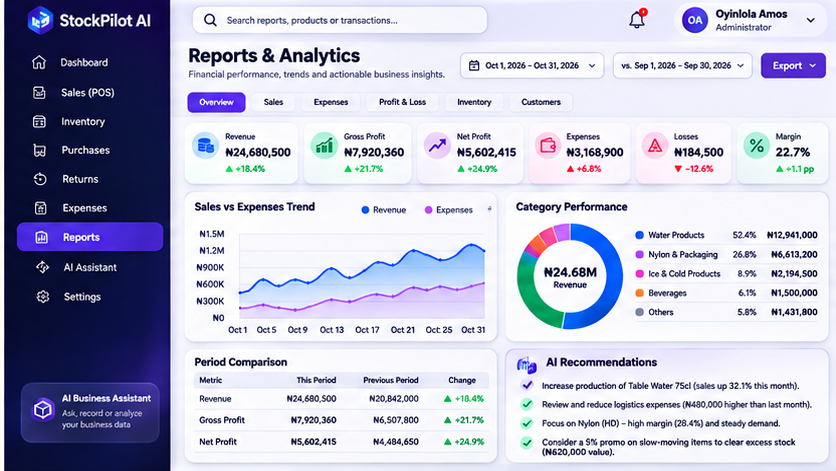 StockPilot AI
Search reports, products or transactions...
OA
Oyinlola Amos
Administrator
Dashboard
Sales (POS)
Inventory
Purchases
Returns
Expenses
Reports
AI Assistant
Settings
AI Business Assistant
Ask, record or analyze
your business data
Reports & Analytics
Financial performance, trends and actionable business insights.
Oct 1, 2026 – Oct 31, 2026
vs. Sep 1, 2026 – Sep 30, 2026
Export
Overview
Sales
Expenses
Profit & Loss
Inventory
Customers
Revenue
₦24,680,500
▲ +18.4%
Gross Profit
₦7,920,360
▲ +21.7%
Net Profit
₦5,602,415
▲ +24.9%
Expenses
₦3,168,900
▲ +6.8%
Losses
₦184,500
▼ −12.6%
%
Margin
22.7%
▲ +1.1 pp
Sales vs Expenses Trend
Revenue
Expenses
₦1.5M
₦1.2M
₦900K
₦600K
₦300K
₦0
Oct 1 Oct 5 Oct 9 Oct 13 Oct 17 Oct 21 Oct 25 Oct 31
Category Performance
₦24.68M
Revenue
Water Products 52.4% ₦12,941,000
Nylon & Packaging 26.8% ₦6,613,200
Ice & Cold Products 8.9% ₦2,194,500
Beverages 6.1% ₦1,500,000
Others 5.8% ₦1,431,800
Period Comparison
Metric This Period Previous Period Change
Revenue ₦24,680,500 ₦20,842,000 ▲ +18.4%
Gross Profit ₦7,920,360 ₦6,507,800 ▲ +21.7%
Net Profit ₦5,602,415 ₦4,484,650 ▲ +24.9%
AI Recommendations
Increase production of Table Water 75cl (sales up 32.1% this month).
Review and reduce logistics expenses (₦480,000 higher than last month).
Focus on Nylon (HD) – high margin (28.4%) and steady demand.
Consider a 5% promo on slow-moving items to clear excess stock
(₦620,000 value).